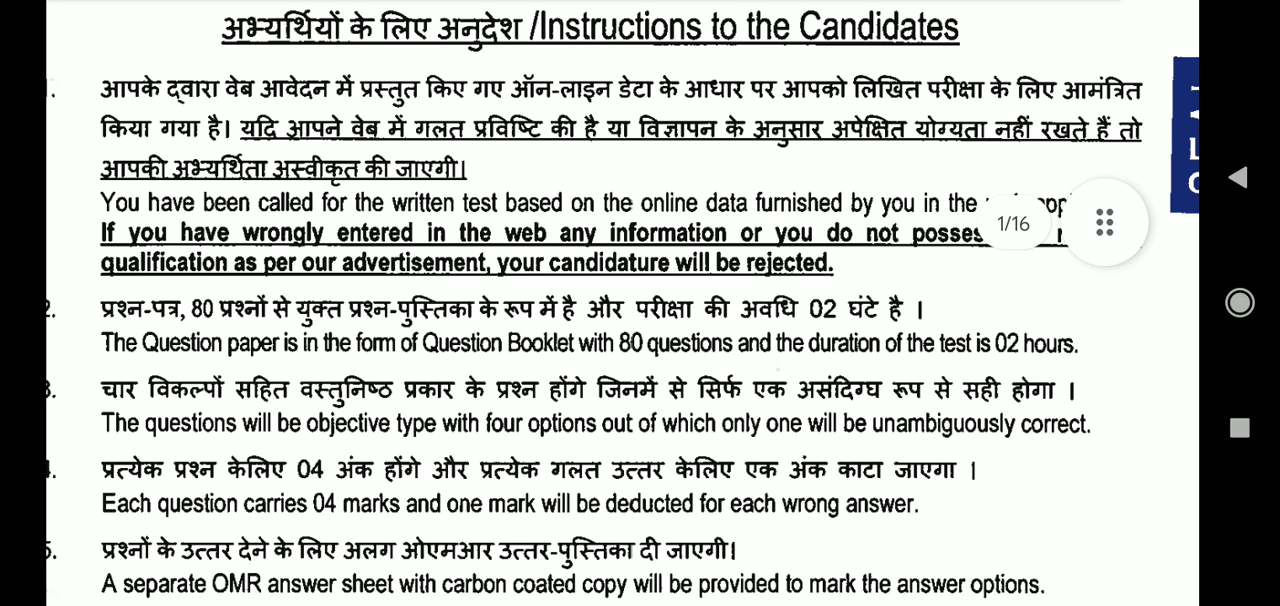 अभ्यर्थियों के लिए अनुदेश /Instructions to the Candidates
आपके द्वारा वेब आवेदन में प्रस्तुत किए गए ऑन-लाइन डेटा के आधार पर आपको लिखित परीक्षा के लिए आमंत्रित
किया गया है। यदि आपने वेब में गलत प्रविष्टि की है या विज्ञापन के अनुसार अपेक्षित योग्यता नहीं रखते हैं तो
आपकी अभ्यर्थिता अस्वीकृत की जाएगी।
You have been called for the written test based on the online data furnished by you in the
If you have wrongly entered in the web any information or you do not
1/16
qualification as per our advertisement, your candidature will be rejected.
2. प्रश्न-पत्र, 80 प्रश्नों से युक्त प्रश्न-पुस्तिका के रूप में है और परीक्षा की अवधि 02 घंटे है ।
The Question paper is in the form of Question Booklet with 80 questions and the duration of the test is 02 hours.
3. चार विकल्पों सहित वस्तुनिष्ठ प्रकार के प्रश्न होंगे जिनमें से सिर्फ एक असंदिग्घ रूप से सही होगा ।
The questions will be objective type with four options out of which only one will be unambiguously correct.
4. प्रत्येक प्रश्न केलिए 04 अंक होंगे और प्रत्येक गलत उत्तर केलिए एक अंक काटा जाएगा ।
Each question carries 04 marks and one mark will be deducted for each wrong answer.
5. प्रश्नों के उत्तर देने के लिए अलग ओएमआर उत्तर-पुस्तिका दी जाएगी।
A separate OMR answer sheet with carbon coated copy will be provided to mark the answer options.